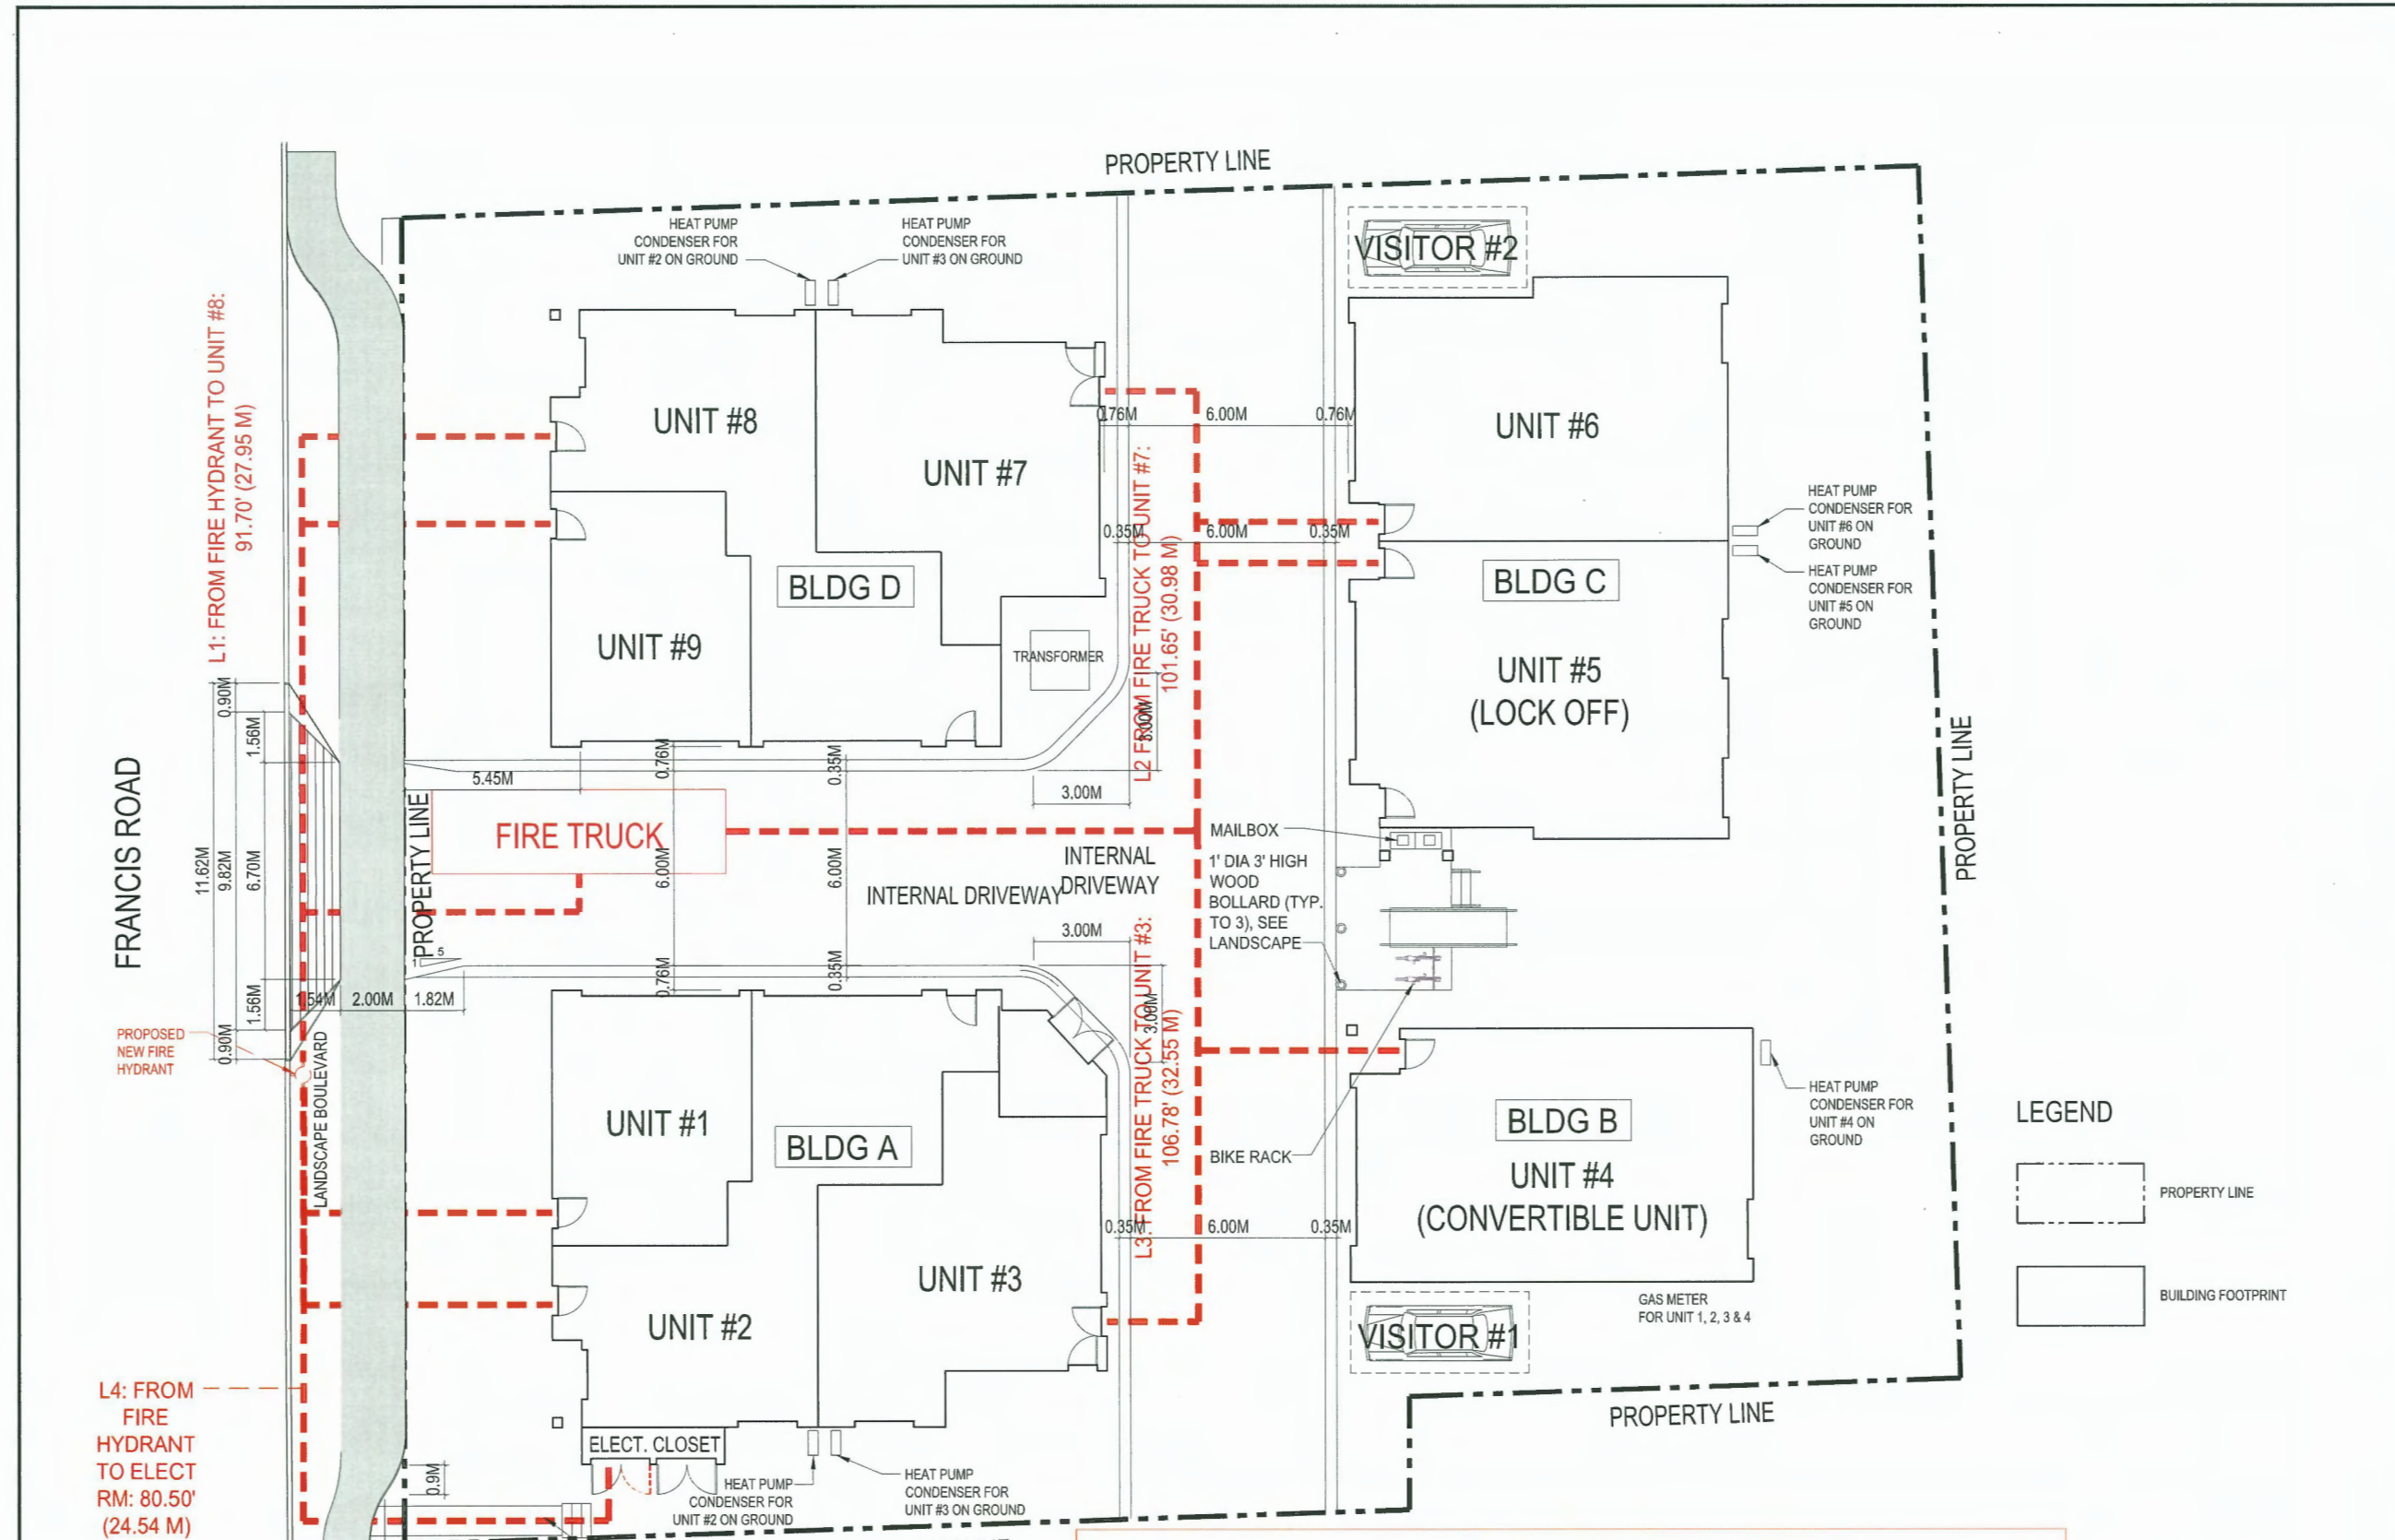 PROPERTY LINE
HEAT PUMP
CONDENSER FOR
UNIT #2 ON GROUND
HEAT PUMP
CONDENSER FOR
UNIT #3 ON GROUND
VISITOR #2
L1: FROM FIRE HYDRANT TO UNIT #8:
91.70' (27.95 M)
UNIT #8
UNIT #7
UNIT #6
0.76M
6.00M
0.76M
L2 FROM FIRE TRUCK TO UNIT #7:
101.65' (30.98 M)
0.35M
6.00M
0.35M
HEAT PUMP
CONDENSER FOR
UNIT #6 ON
GROUND
HEAT PUMP
CONDENSER FOR
UNIT #5 ON
GROUND
BLDG D
BLDG C
UNIT #9
TRANSFORMER
UNIT #5
(LOCK OFF)
PROPERTY LINE
FRANCIS ROAD
0.90M
1.56M
11.62M
9.82M
6.70M
1.56M
0.90M
5.45M
0.76M
0.35M
3.00M
3.00M
PROPERTY LINE
FIRE TRUCK
6.00M
6.00M
INTERNAL DRIVEWAY
INTERNAL
DRIVEWAY
MAILBOX
1' DIA 3' HIGH
WOOD
BOLLARD (TYP.
TO 3), SEE
LANDSCAPE
5
1
1.54M
2.00M
1.82M
0.76M
0.35M
3.00M
3.00M
L3: FROM FIRE TRUCK TO UNIT #3:
106.78' (32.55 M)
PROPOSED
NEW FIRE
HYDRANT
LANDSCAPE BOULEVARD
UNIT #1
BLDG A
BIKE RACK
BLDG B
UNIT #4
(CONVERTIBLE UNIT)
HEAT PUMP
CONDENSER FOR
UNIT #4 ON
GROUND
LEGEND
PROPERTY LINE
BUILDING FOOTPRINT
0.35M
6.00M
0.35M
UNIT #3
UNIT #2
GAS METER
FOR UNIT 1, 2, 3 & 4
VISITOR #1
PROPERTY LINE
L4: FROM
FIRE
HYDRANT
TO ELECT
RM: 80.50'
(24.54 M)
0.9M
ELECT. CLOSET
HEAT PUMP
CONDENSER FOR
UNIT #2 ON GROUND
HEAT PUMP
CONDENSER FOR
UNIT #3 ON GROUND